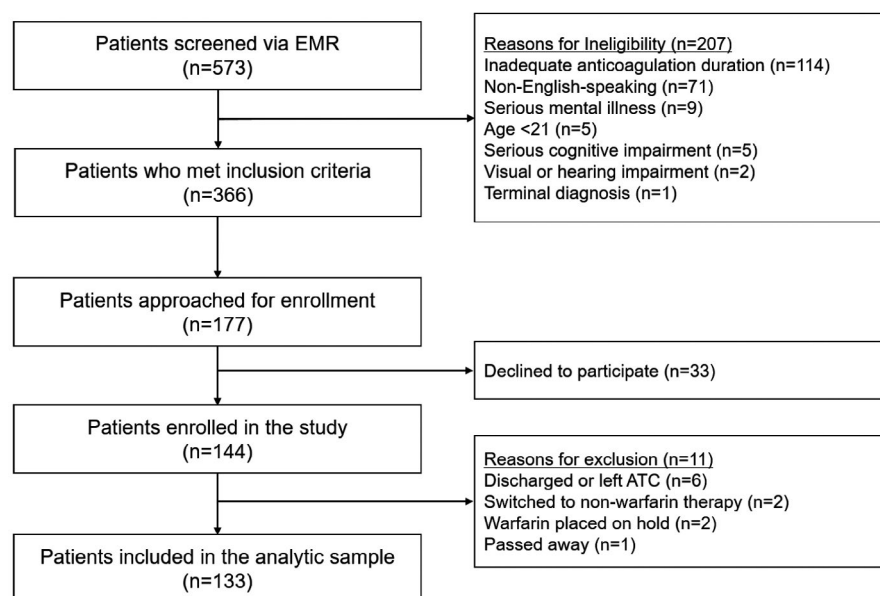 Patients screened via EMR
(n=573)
Reasons for Ineligibility (n=207)
Inadequate anticoagulation duration (n=114)
Non-English-speaking (n=71)
Serious mental illness (n=9)
Age <21 (n=5)
Serious cognitive impairment (n=5)
Visual or hearing impairment (n=2)
Terminal diagnosis (n=1)
Patients who met inclusion criteria
(n=366)
Patients approached for enrollment
(n=177)
Declined to participate (n=33)
Patients enrolled in the study
(n=144)
Reasons for exclusion (n=11)
Discharged or left ATC (n=6)
Switched to non-warfarin therapy (n=2)
Warfarin placed on hold (n=2)
Passed away (n=1)
Patients included in the analytic sample
(n=133)